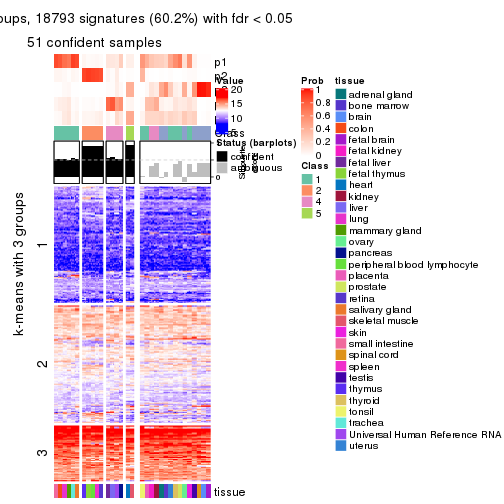 oups, 18793 signatures (60.2%) with fdr < 0.05
51 confident samples
p1
p2
Value
20
15
10
5
Class
Status (barplots)
confident
ambiguous
0
Prob
1
0.8
0.6
0.4
0.2
0
Class
1
2
4
5
tissue
adrenal gland
bone marrow
brain
colon
fetal brain
fetal kidney
fetal liver
fetal thymus
heart
kidney
liver
lung
mammary gland
ovary
pancreas
peripheral blood lymphocyte
placenta
prostate
retina
salivary gland
skeletal muscle
skin
small intestine
spinal cord
spleen
testis
thymus
thyroid
tonsil
trachea
Universal Human Reference RNA
uterus
k-means with 3 groups
1
2
3
tissue